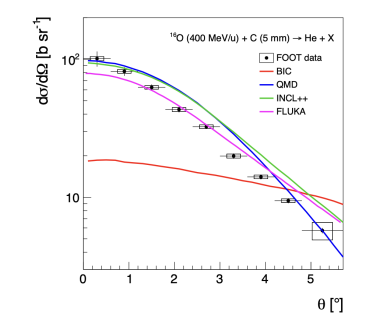 ¹⁶O (400 MeV/u) + C (5 mm) → He + X
FOOT data
BIC
QMD
INCL++
FLUKA
dσ/dΩ [b sr⁻¹]
10²
10
0 1 2 3 4 5
θ [°]